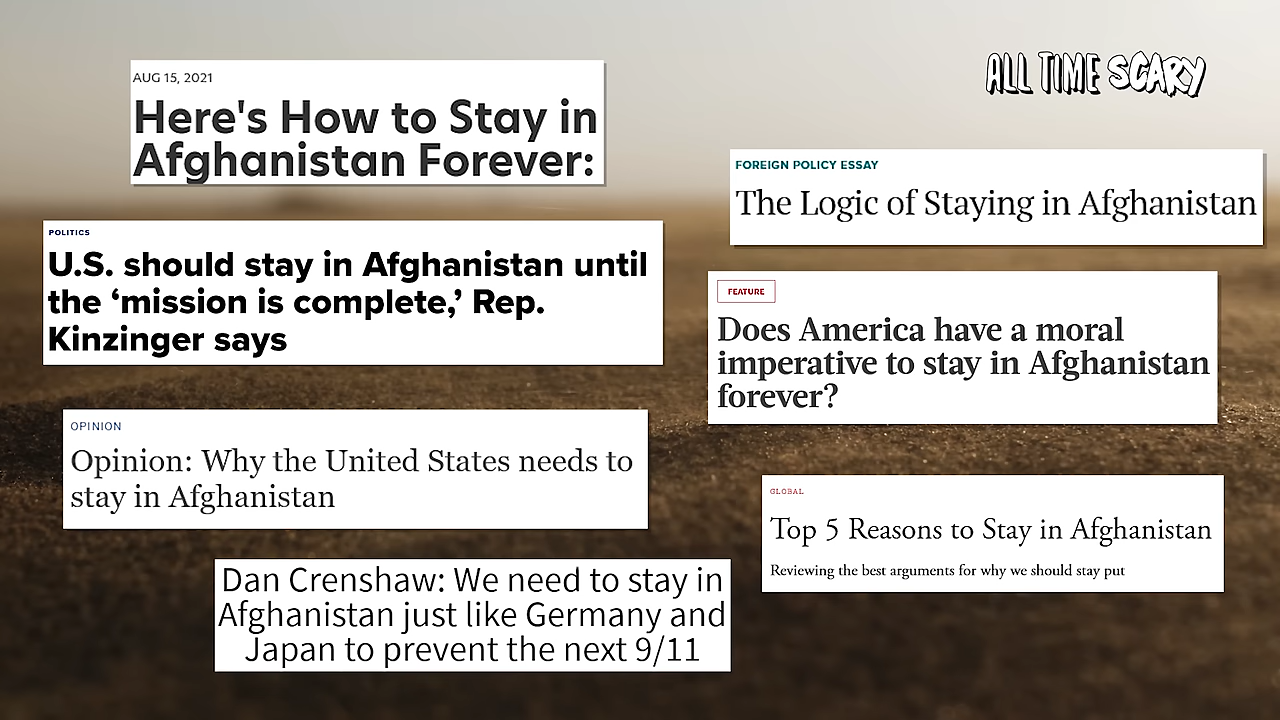 ALL TIME SCARY
AUG 15, 2021
Here's How to Stay in
Afghanistan Forever:
FOREIGN POLICY ESSAY
The Logic of Staying in Afghanistan
POLITICS
U.S. should stay in Afghanistan until
the ‘mission is complete,’ Rep.
Kinzinger says
FEATURE
Does America have a moral
imperative to stay in Afghanistan
forever?
OPINION
Opinion: Why the United States needs to
stay in Afghanistan
GLOBAL
Top 5 Reasons to Stay in Afghanistan
Reviewing the best arguments for why we should stay put
Dan Crenshaw: We need to stay in
Afghanistan just like Germany and
Japan to prevent the next 9/11